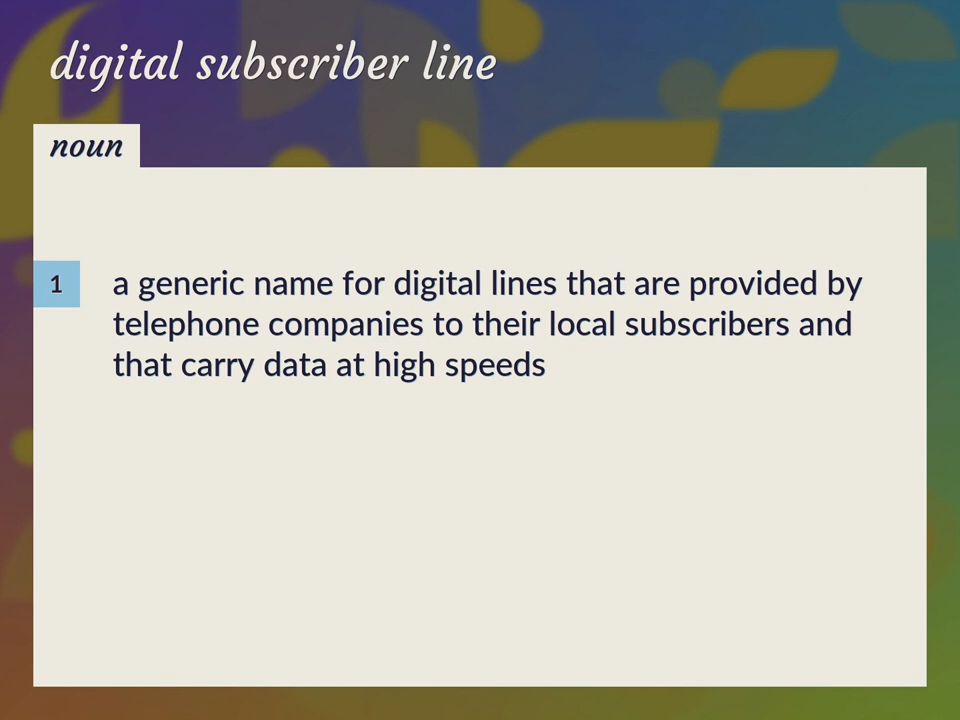 digital subscriber line
noun
1
a generic name for digital lines that are provided by
telephone companies to their local subscribers and
that carry data at high speeds